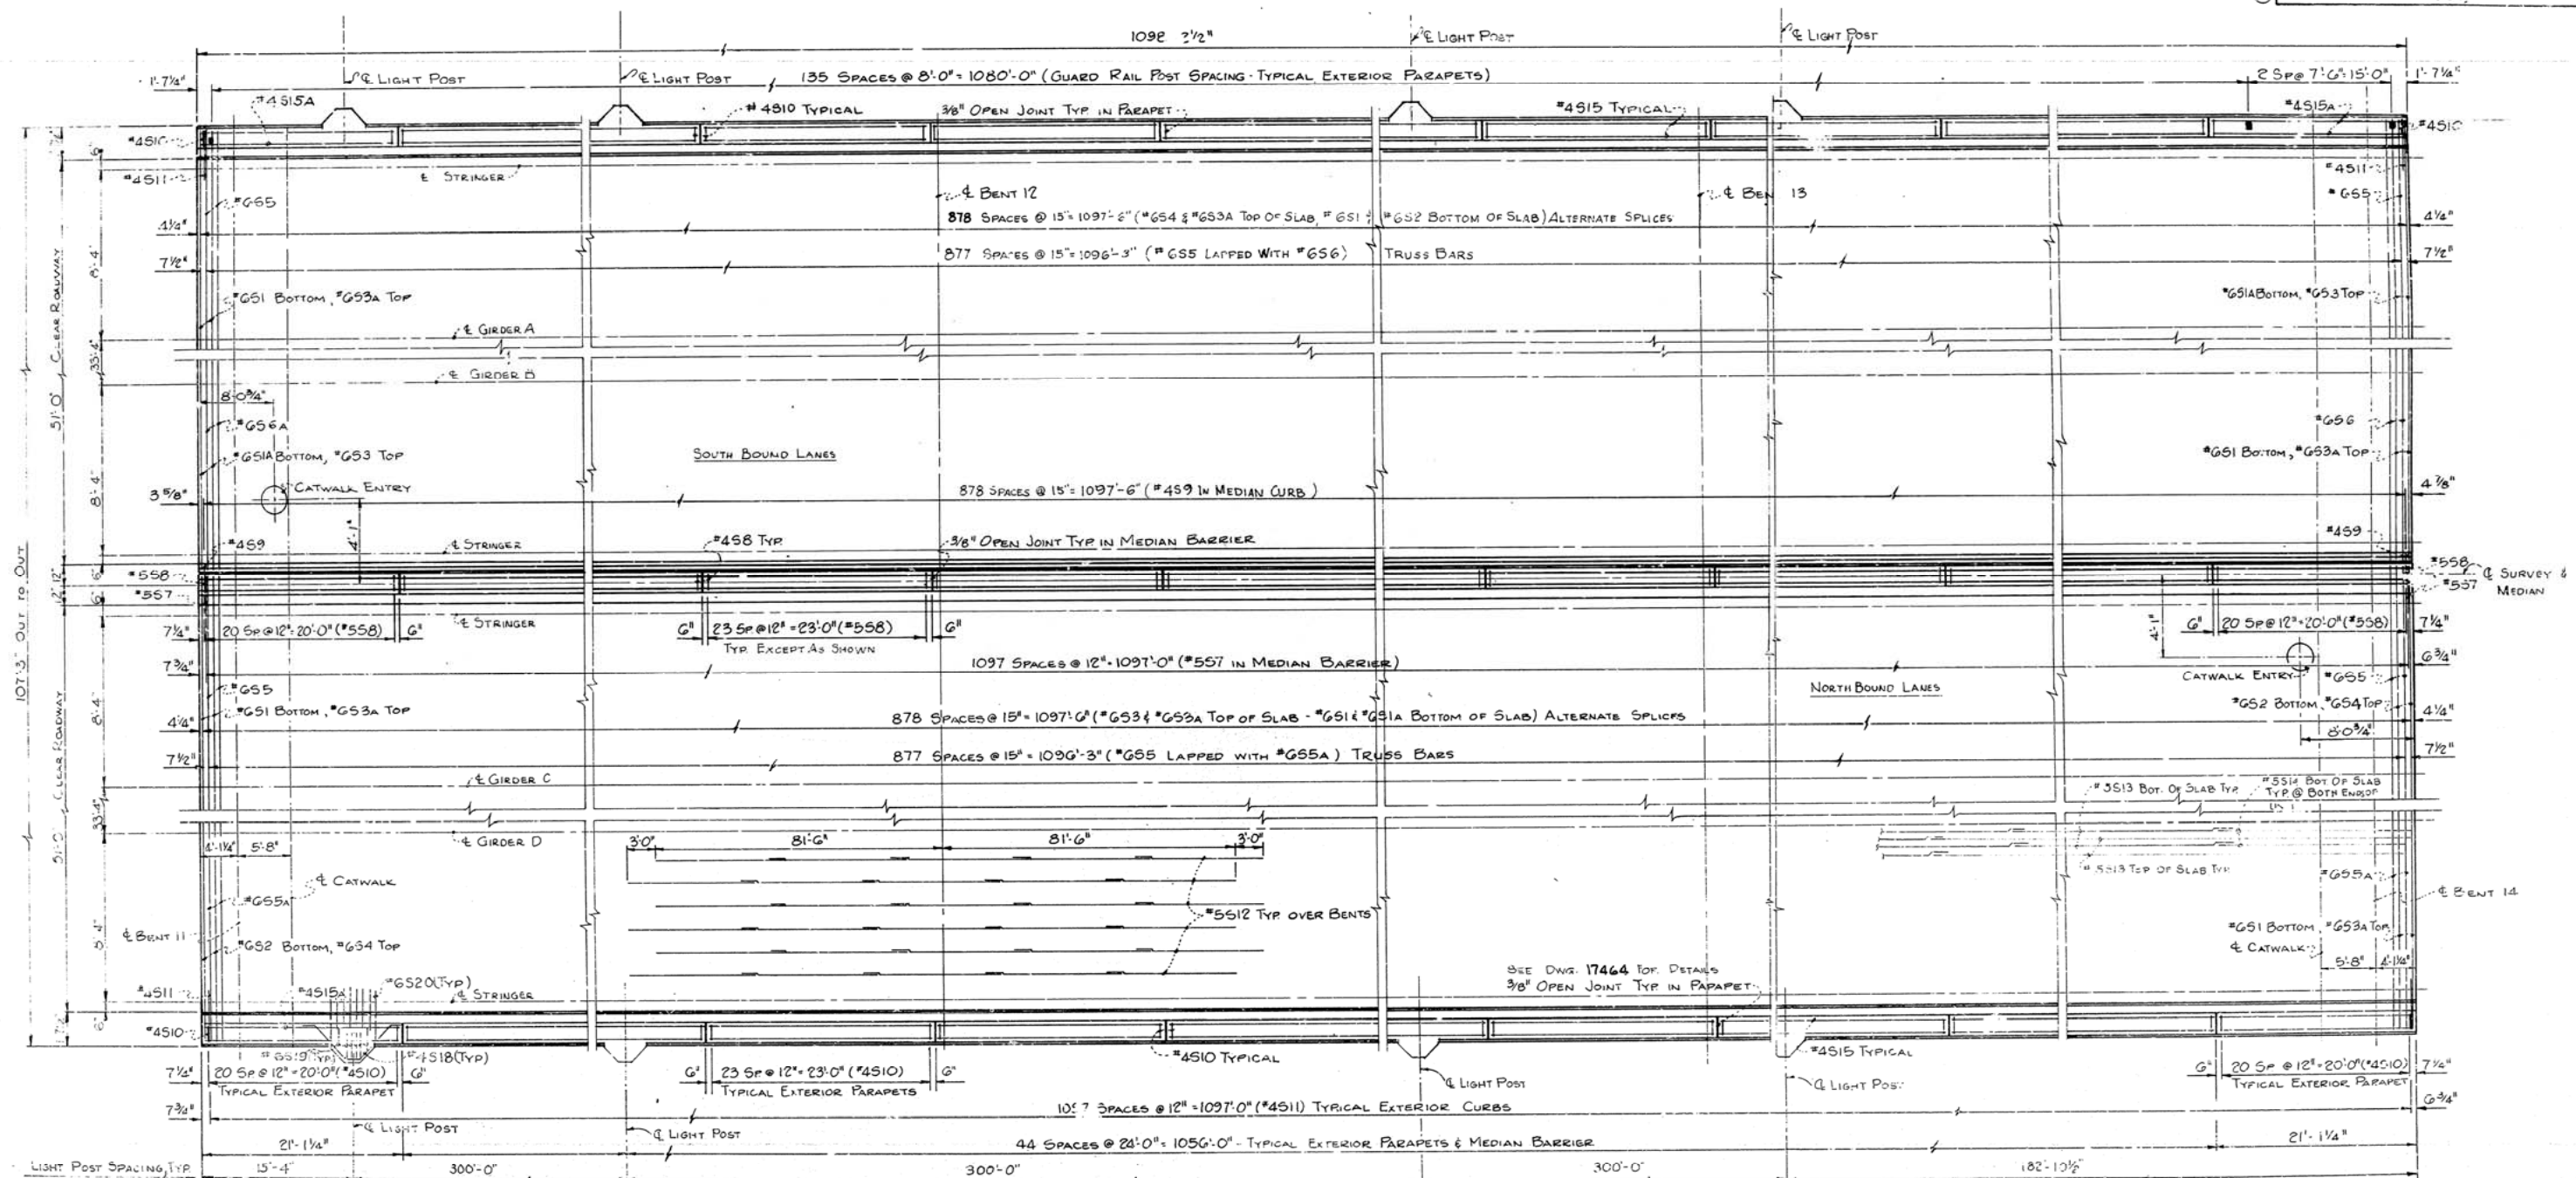 1098 2½"
℄ LIGHT POST
℄ LIGHT POST
1'-7¼"
℄ LIGHT POST
℄ LIGHT POST
135 SPACES @ 8'-0" = 1080'-0" (GUARD RAIL POST SPACING - TYPICAL EXTERIOR PARAPETS)
2 SP @ 7'-6"=15'-0"
1'-7¼"
#4S15A
#4S10 TYPICAL
3/8" OPEN JOINT TYP IN PARAPET
#4S15 TYPICAL
#4S15A
#4S10
#4S10
#4S11
℄ STRINGER
#4S11
#6S5
℄ BENT 12
℄ BEN 13
#6S5
4¼"
878 SPACES @ 15"= 1097'-6" (#6S4 & #6S3A TOP OF SLAB, #6S1 & #6S2 BOTTOM OF SLAB) ALTERNATE SPLICES
4¼"
7½"
877 SPACES @ 15"= 1096'-3" (#6S5 LAPPED WITH #6S6) TRUSS BARS
7½"
8'-4"
#6S1 BOTTOM, #6S3A TOP
#6S1A BOTTOM, #6S3 TOP
51'-0" CLEAR ROADWAY
℄ GIRDER A
33'-4"
℄ GIRDER B
8'-0¾"
#6S6A
#6S6
SOUTH BOUND LANES
#6S1A BOTTOM, #6S3 TOP
#6S1 BOTTOM, #6S3A TOP
8'-4"
3⅝"
CATWALK ENTRY
878 SPACES @ 15"= 1097'-6" (#4S9 IN MEDIAN CURB)
4⅞"
4'-1"
#4S9
℄ STRINGER
#4S8 TYP.
3/8" OPEN JOINT TYP IN MEDIAN BARRIER
#4S9
107'-3" OUT TO OUT
#5S8
#5S8
℄ SURVEY &
MEDIAN
#5S7
#5S7
6"
6"
℄ STRINGER
7¼"
20 SP @ 12"= 20'-0" (#5S8)
6"
6"
23 SP @ 12" = 23'-0" (#5S8)
6"
TYP. EXCEPT AS SHOWN
4'-1"
6"
20 SP @ 12"= 20'-0" (#5S8)
7¼"
7¾"
1097 SPACES @ 12"= 1097'-0" (#5S7 IN MEDIAN BARRIER)
6¾"
CATWALK ENTRY
#6S5
#6S5
NORTH BOUND LANES
8'-4"
#6S1 BOTTOM, #6S3A TOP
#6S2 BOTTOM, #6S4 TOP
4¼"
878 SPACES @ 15" = 1097'-6" (#6S3 & #6S3A TOP OF SLAB - #6S1 & #6S1A BOTTOM OF SLAB) ALTERNATE SPLICES
4¼"
8'-0¾"
7½"
877 SPACES @ 15" = 1096'-3" (#6S5 LAPPED WITH #6S5A) TRUSS BARS
7½"
CLEAR ROADWAY
℄ GIRDER C
#5S13 BOT. OF SLAB TYP.
#5S14 BOT OF SLAB
TYP. @ BOTH ENDS OF
33'-4"
℄ GIRDER D
4'-1¼"
5'-8"
3'-0"
81'-6"
81'-6"
3'-0"
#5S13 TOP OF SLAB TYP.
℄ CATWALK
#6S5A
#6S5A
℄ BENT 14
#5S12 TYP. OVER BENTS
℄ BENT 11
#6S2 BOTTOM, #6S4 TOP
#6S1 BOTTOM, #6S3A TOP
℄ CATWALK
5'-8"
4'-1¼"
SEE DWG. 17464 FOR DETAILS
3/8" OPEN JOINT TYP. IN PARAPET
#4S11
#4S15A
#6S20 (TYP)
℄ STRINGER
#4S10
#4S18 (TYP)
#4S10 TYPICAL
#4S15 TYPICAL
7¼"
20 SP @ 12"= 20'-0" (#4S10)
6"
TYPICAL EXTERIOR PARAPET
6"
23 SP @ 12"= 23'-0" (#4S10)
6"
TYPICAL EXTERIOR PARAPETS
℄ LIGHT POST
℄ LIGHT POST
6"
20 SP @ 12"= 20'-0" (#4S10)
7¼"
TYPICAL EXTERIOR PARAPET
7¾"
SPACES @ 12" = 1097'-0" (#4S11) TYPICAL EXTERIOR CURBS
6¾"
℄ LIGHT POST
℄ LIGHT POST
21'-1¼"
44 SPACES @ 24'-0"= 1056'-0" - TYPICAL EXTERIOR PARAPETS & MEDIAN BARRIER
21'-1¼"
LIGHT POST SPACING, TYP.
15'-4"
300'-0"
300'-0"
300'-0"
182'-10½"